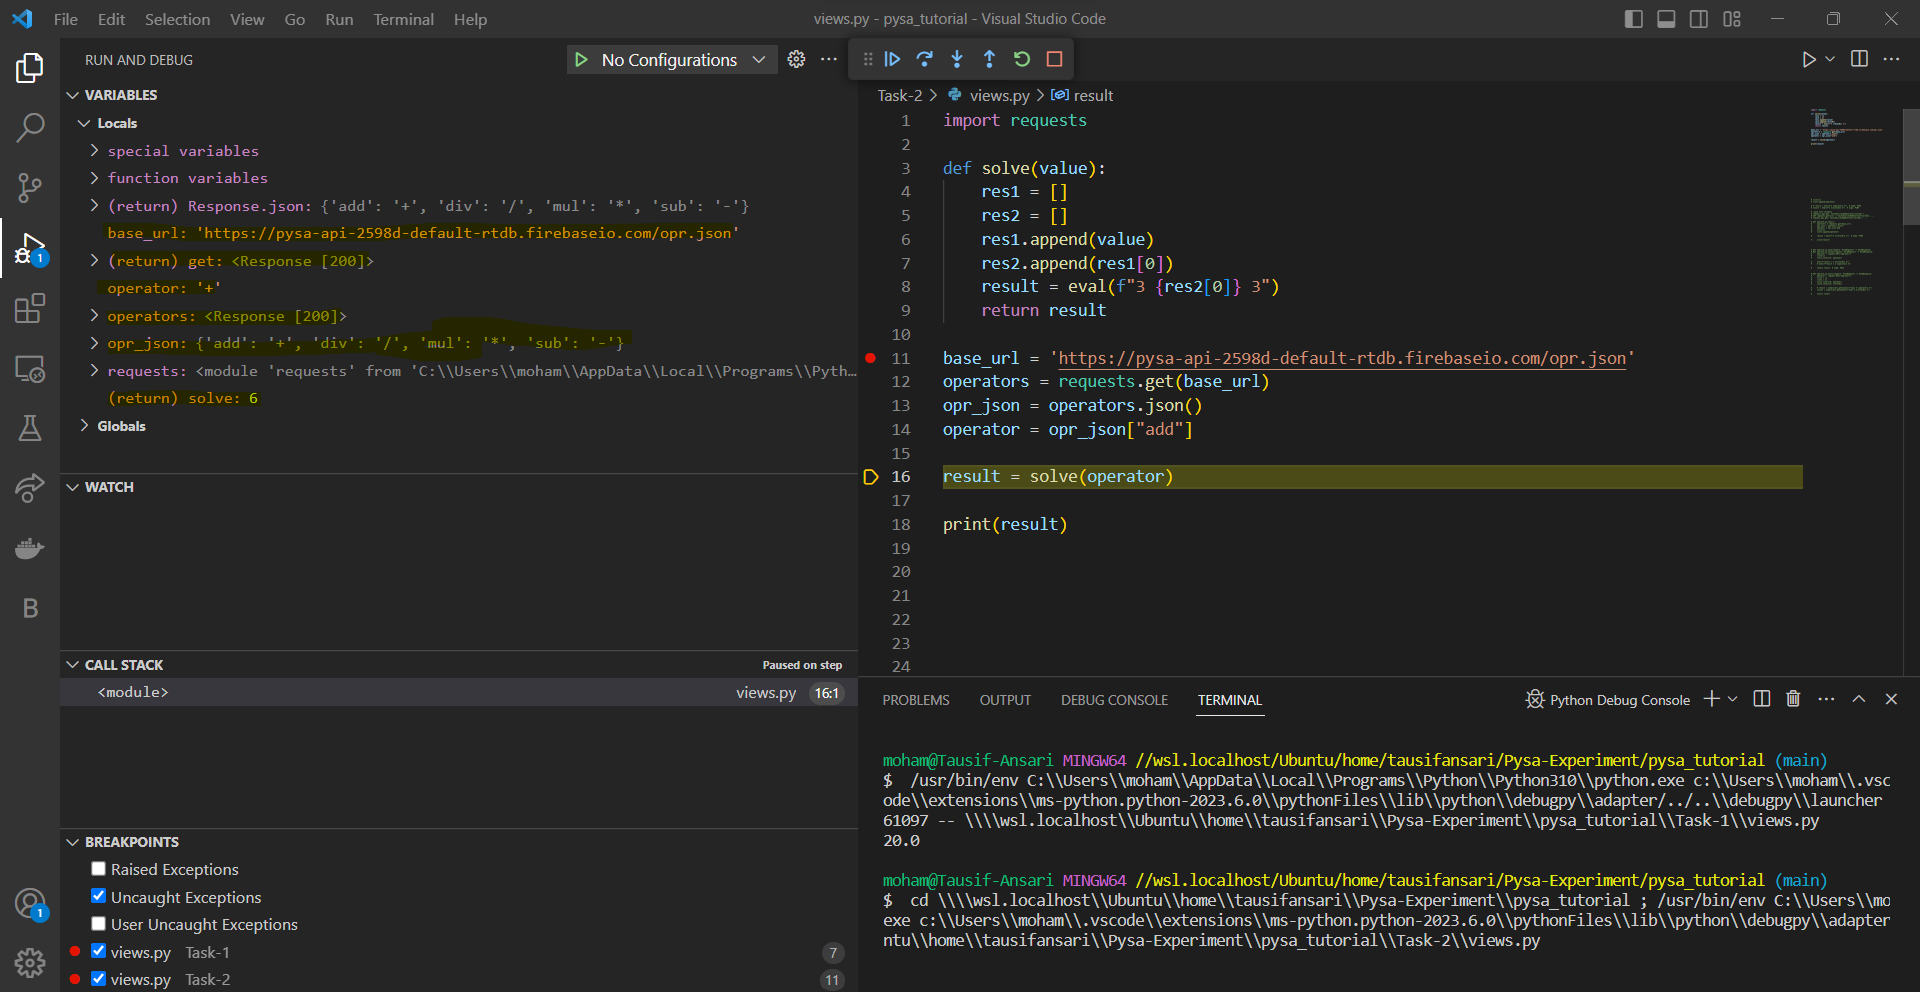 File Edit Selection View Go Run Terminal Help
views.py - pysa_tutorial - Visual Studio Code
RUN AND DEBUG
No Configurations
VARIABLES
Locals
special variables
function variables
(return) Response.json: {'add': '+', 'div': '/', 'mul': '*', 'sub': '-'}
base_url: 'https://pysa-api-2598d-default-rtdb.firebaseio.com/opr.json'
(return) get: <Response [200]>
operator: '+'
operators: <Response [200]>
opr_json: {'add': '+', 'div': '/', 'mul': '*', 'sub': '-'}
requests: <module 'requests' from 'C:\\Users\\moham\\AppData\\Local\\Programs\\Pyth…
(return) solve: 6
Globals
WATCH
CALL STACK
Paused on step
<module>
views.py 16:1
BREAKPOINTS
Raised Exceptions
Uncaught Exceptions
User Uncaught Exceptions
views.py Task-1 7
views.py Task-2 11
1
B
1
Task-2 > views.py > result
1 import requests
2
3 def solve(value):
4 res1 = []
5 res2 = []
6 res1.append(value)
7 res2.append(res1[0])
8 result = eval(f"3 {res2[0]} 3")
9 return result
10
11 base_url = 'https://pysa-api-2598d-default-rtdb.firebaseio.com/opr.json'
12 operators = requests.get(base_url)
13 opr_json = operators.json()
14 operator = opr_json["add"]
15
16 result = solve(operator)
17
18 print(result)
19
20
21
22
23
24
PROBLEMS OUTPUT DEBUG CONSOLE TERMINAL
Python Debug Console
moham@Tausif-Ansari MINGW64 //wsl.localhost/Ubuntu/home/tausifansari/Pysa-Experiment/pysa_tutorial (main)
$ /usr/bin/env C:\\Users\\moham\\AppData\\Local\\Programs\\Python\\Python310\\python.exe c:\\Users\\moham\\.vsc
ode\\extensions\\ms-python.python-2023.6.0\\pythonFiles\\lib\\python\\debugpy\\adapter/../..\\debugpy\\launcher
61097 -- \\\\wsl.localhost\\Ubuntu\\home\\tausifansari\\Pysa-Experiment\\pysa_tutorial\\Task-1\\views.py
20.0
moham@Tausif-Ansari MINGW64 //wsl.localhost/Ubuntu/home/tausifansari/Pysa-Experiment/pysa_tutorial (main)
$ cd \\\\wsl.localhost\\Ubuntu\\home\\tausifansari\\Pysa-Experiment\\pysa_tutorial ; /usr/bin/env C:\\Users\\mo
exe c:\\Users\\moham\\.vscode\\extensions\\ms-python.python-2023.6.0\\pythonFiles\\lib\\python\\debugpy\\adapter
ntu\\home\\tausifansari\\Pysa-Experiment\\pysa_tutorial\\Task-2\\views.py